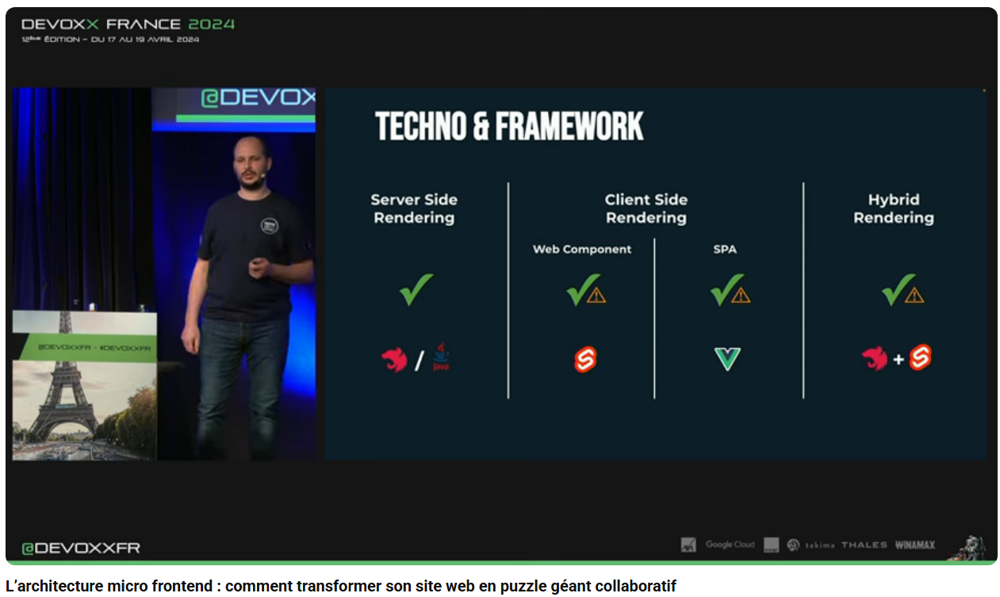 DEVOXX FRANCE 2024
12ème ÉDITION - DU 17 AU 19 AVRIL 2024
@DEVOX
TECHNO & FRAMEWORK
Server Side
Rendering
Client Side
Rendering
Hybrid
Rendering
Web Component
SPA
/
Java
+
@DEVOXXFR - #DEVOXXFR
@DEVOXXFR
Google Cloud
takima
THALES
WINAMAX
L’architecture micro frontend : comment transformer son site web en puzzle géant collaboratif